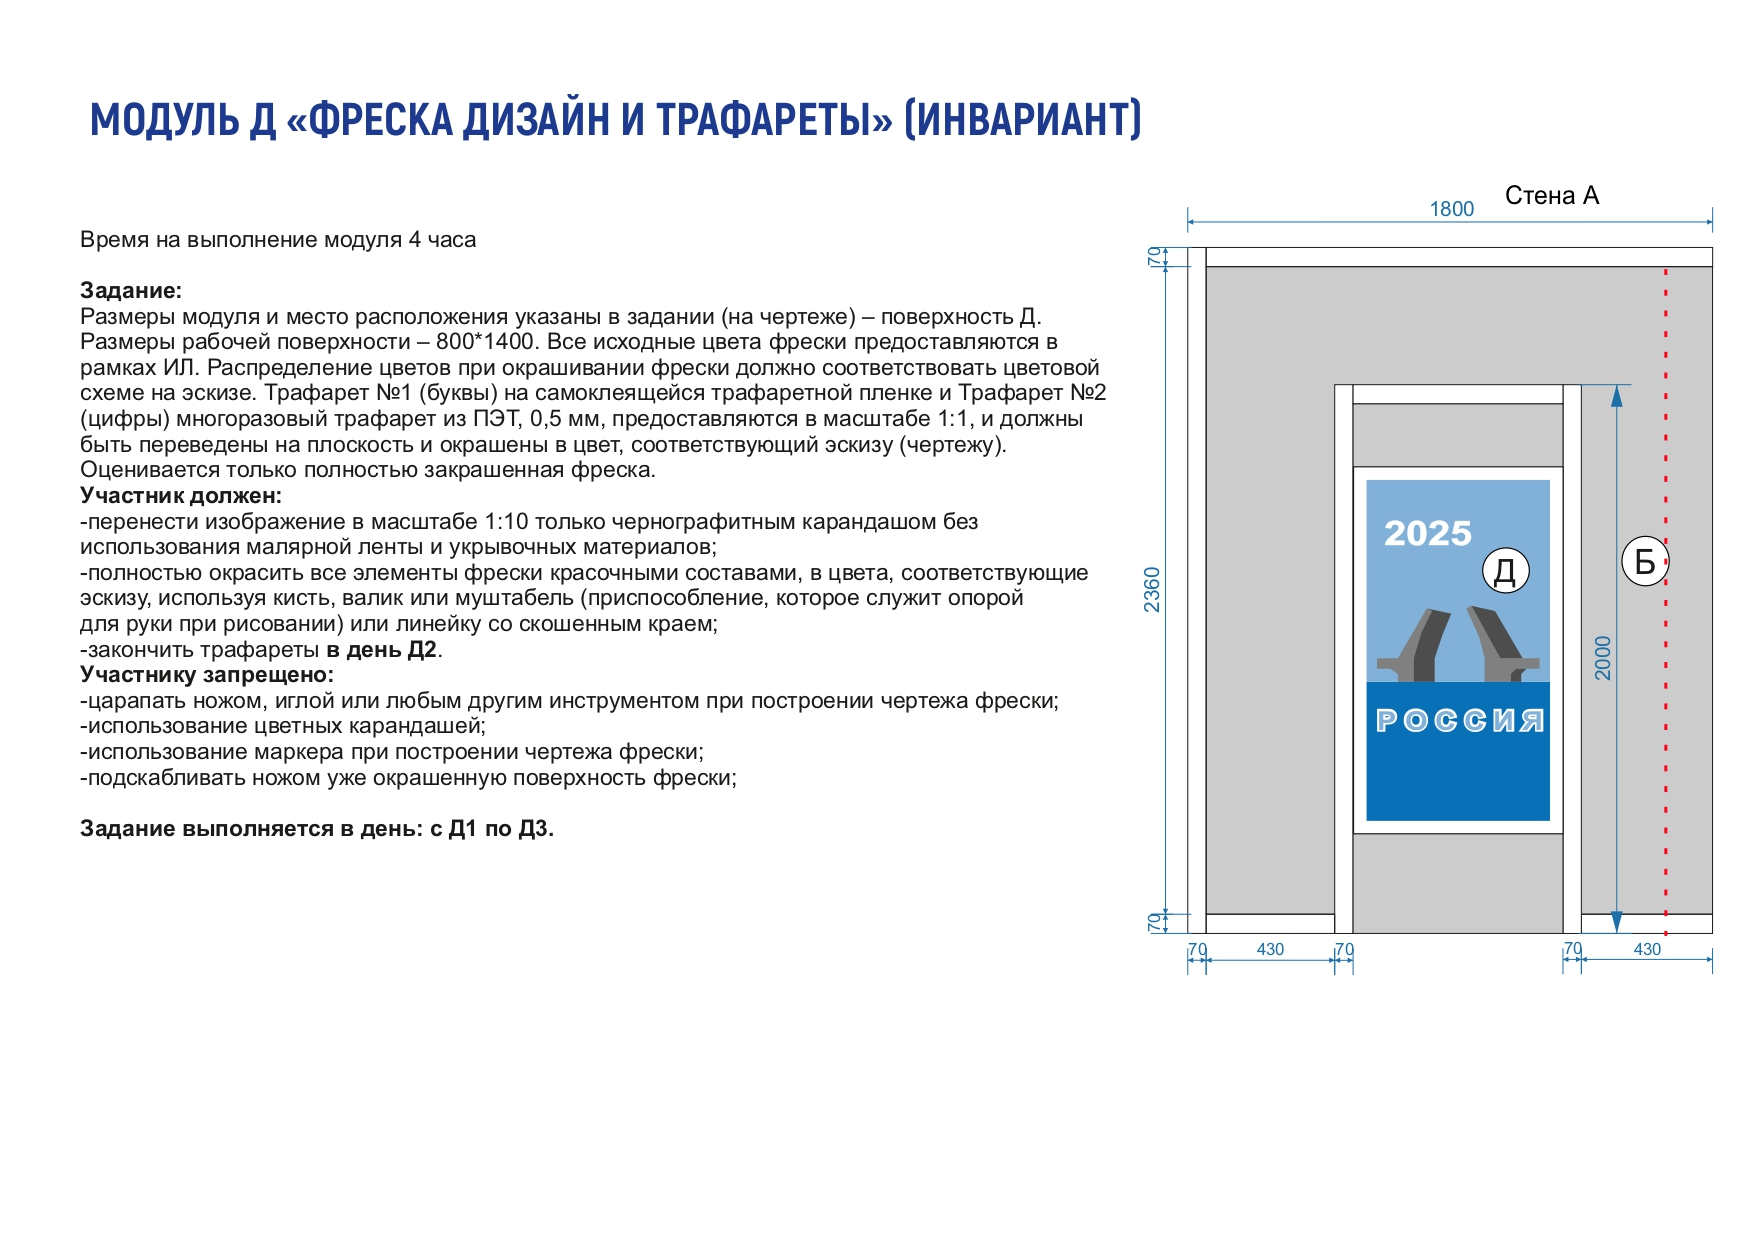 МОДУЛЬ Д «ФРЕСКА ДИЗАЙН И ТРАФАРЕТЫ» (ИНВАРИАНТ)
Время на выполнение модуля 4 часа
Задание:
Размеры модуля и место расположения указаны в задании (на чертеже) – поверхность Д.
Размеры рабочей поверхности – 800*1400. Все исходные цвета фрески предоставляются в
рамках ИЛ. Распределение цветов при окрашивании фрески должно соответствовать цветовой
схеме на эскизе. Трафарет №1 (буквы) на самоклеящейся трафаретной пленке и Трафарет №2
(цифры) многоразовый трафарет из ПЭТ, 0,5 мм, предоставляются в масштабе 1:1, и должны
быть переведены на плоскость и окрашены в цвет, соответствующий эскизу (чертежу).
Оценивается только полностью закрашенная фреска.
Участник должен:
-перенести изображение в масштабе 1:10 только чернографитным карандашом без
использования малярной ленты и укрывочных материалов;
-полностью окрасить все элементы фрески красочными составами, в цвета, соответствующие
эскизу, используя кисть, валик или муштабель (приспособление, которое служит опорой
для руки при рисовании) или линейку со скошенным краем;
-закончить трафареты в день Д2.
Участнику запрещено:
-царапать ножом, иглой или любым другим инструментом при построении чертежа фрески;
-использование цветных карандашей;
-использование маркера при построении чертежа фрески;
-подскабливать ножом уже окрашенную поверхность фрески;
Задание выполняется в день: с Д1 по Д3.
Стена А
1800
70
2360
70
2025
Д
Б
2000
РОССИЯ
70
430
70
70
430